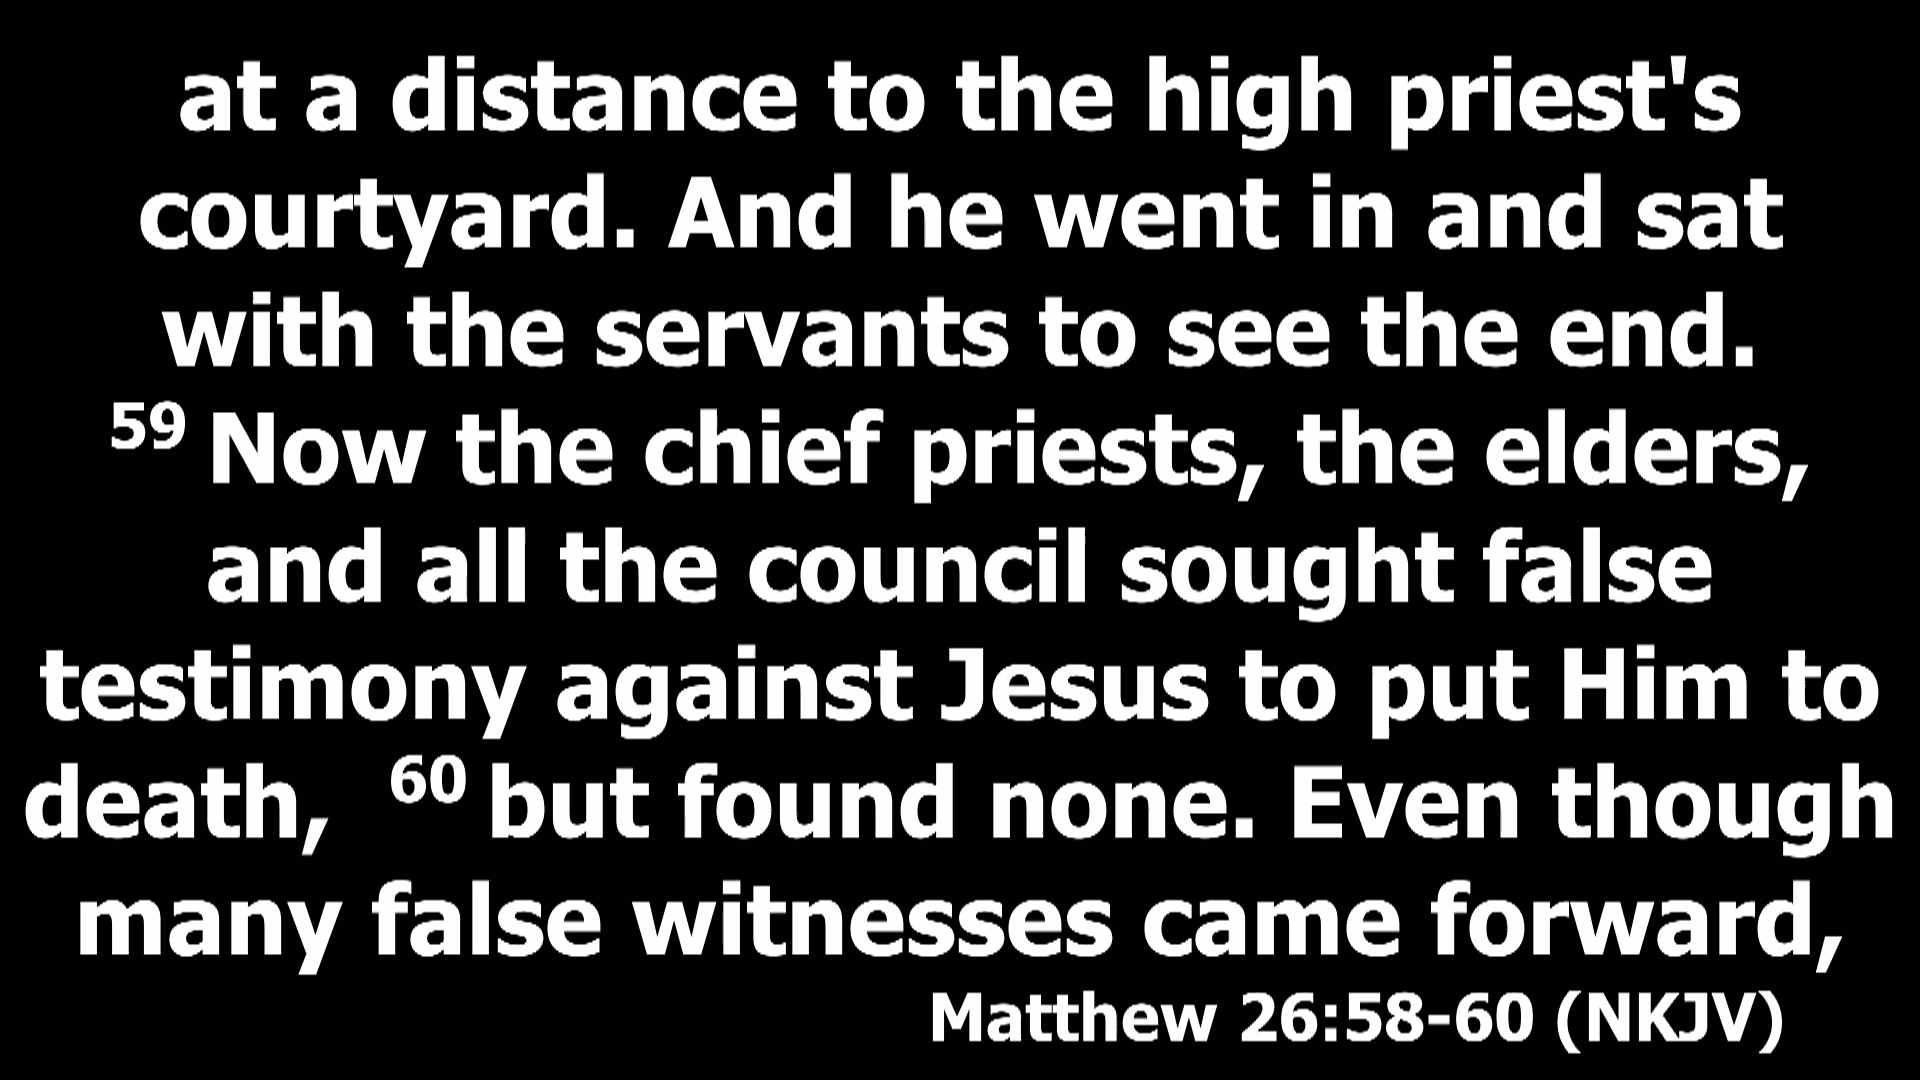 at a distance to the high priest's
courtyard. And he went in and sat
with the servants to see the end.
59 Now the chief priests, the elders,
and all the council sought false
testimony against Jesus to put Him to
death, 60 but found none. Even though
many false witnesses came forward,
Matthew 26:58-60 (NKJV)